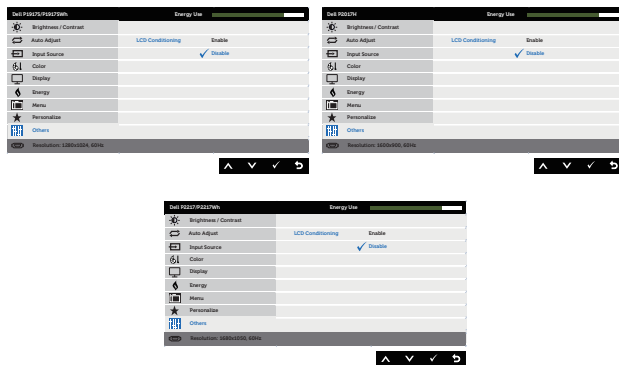 Dell P1917S/P1917SWh Energy Use
Brightness / Contrast
Auto Adjust LCD Conditioning Enable
Input Source Disable
Color
Display
Energy
Menu
Personalize
Others
Resolution: 1280x1024, 60Hz
Dell P2017H Energy Use
Brightness / Contrast
Auto Adjust LCD Conditioning Enable
Input Source Disable
Color
Display
Energy
Menu
Personalize
Others
Resolution: 1600x900, 60Hz
Dell P2217/P2217Wh Energy Use
Brightness / Contrast
Auto Adjust LCD Conditioning Enable
Input Source Disable
Color
Display
Energy
Menu
Personalize
Others
Resolution: 1680x1050, 60Hz